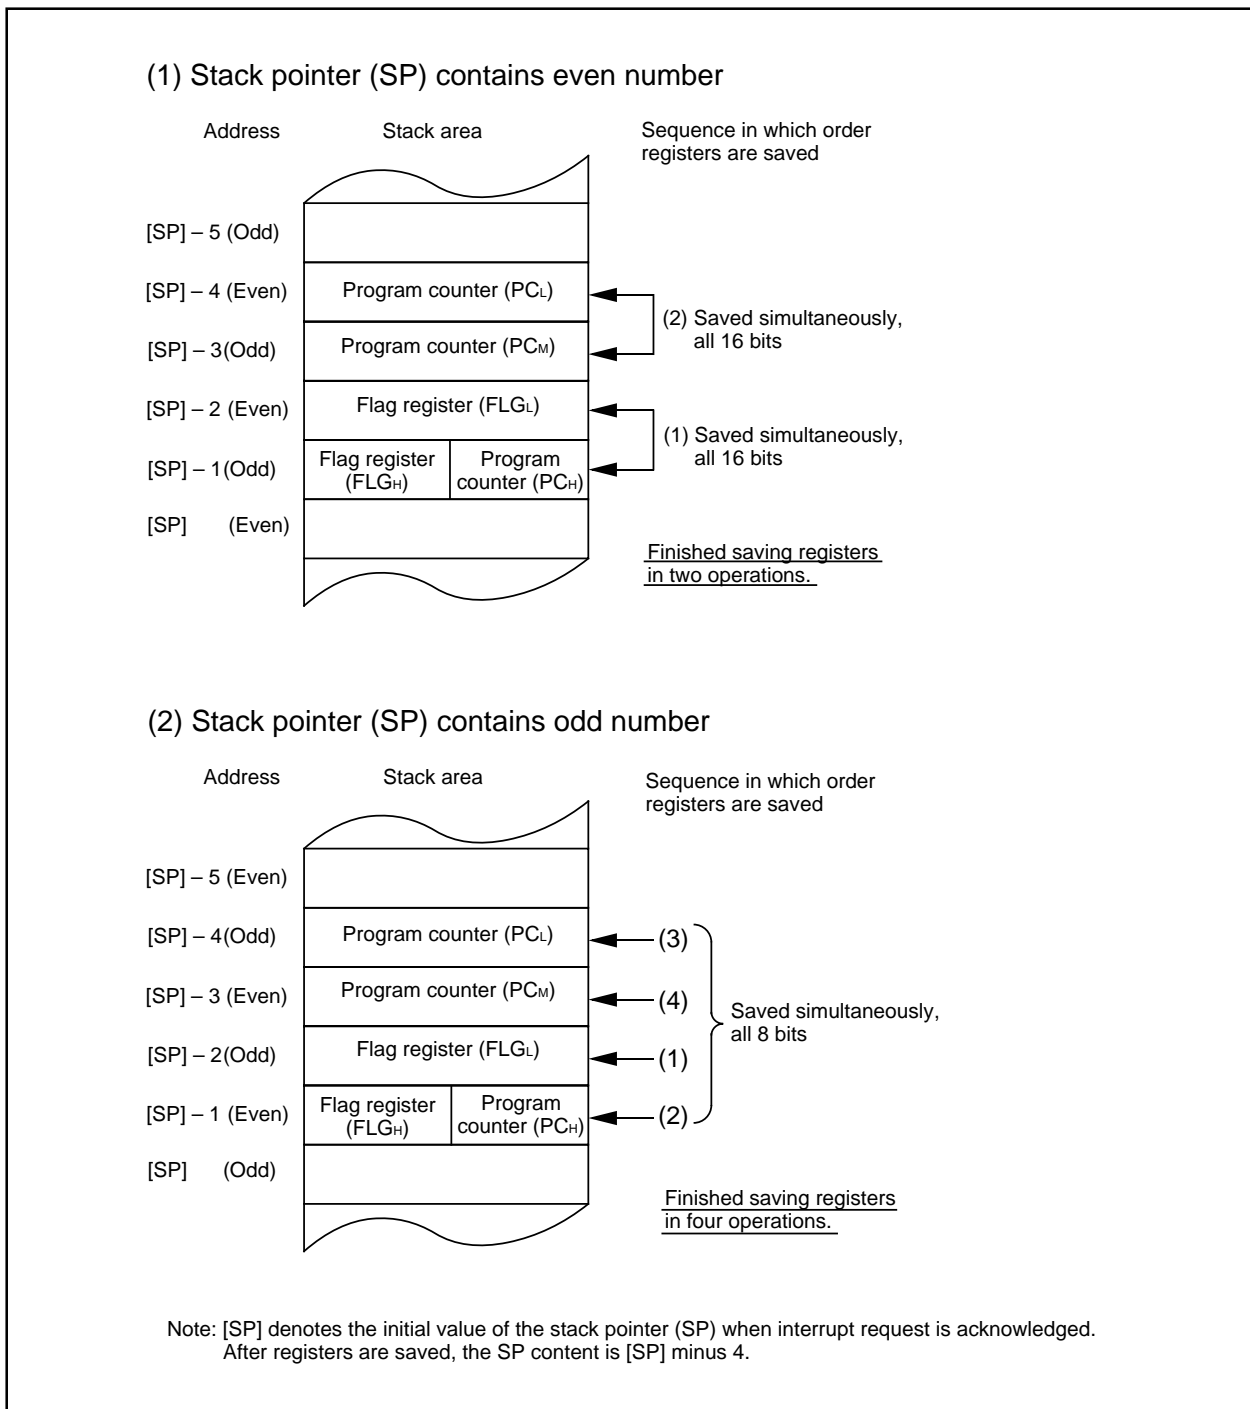 (1) Stack pointer (SP) contains even number
Address Stack area Sequence in which order
registers are saved
[SP] – 5 (Odd)
[SP] – 4 (Even) Program counter (PCL)
(2) Saved simultaneously,
all 16 bits
[SP] – 3(Odd) Program counter (PCM)
[SP] – 2 (Even) Flag register (FLGL)
(1) Saved simultaneously,
all 16 bits
[SP] – 1(Odd) Flag register
(FLGH) Program
counter (PCH)
[SP] (Even)
Finished saving registers
in two operations.
(2) Stack pointer (SP) contains odd number
Address Stack area Sequence in which order
registers are saved
[SP] – 5 (Even)
[SP] – 4(Odd) Program counter (PCL) (3)
[SP] – 3 (Even) Program counter (PCM) (4)
Saved simultaneously,
all 8 bits
[SP] – 2(Odd) Flag register (FLGL) (1)
[SP] – 1 (Even) Flag register
(FLGH) Program
counter (PCH) (2)
[SP] (Odd)
Finished saving registers
in four operations.
Note: [SP] denotes the initial value of the stack pointer (SP) when interrupt request is acknowledged.
After registers are saved, the SP content is [SP] minus 4.